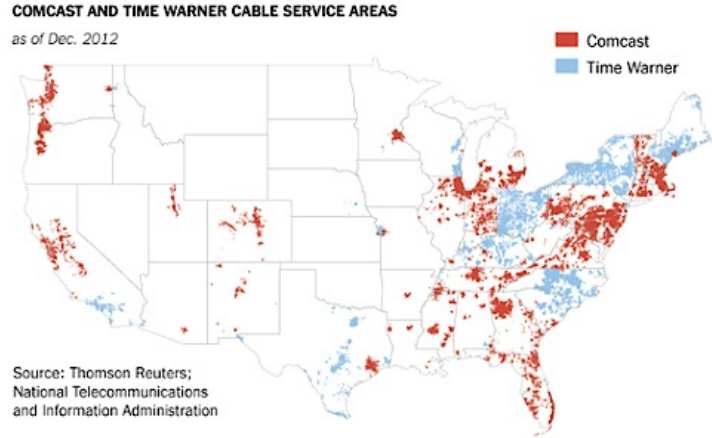 COMCAST AND TIME WARNER CABLE SERVICE AREAS
as of Dec. 2012
Comcast
Time Warner
Source: Thomson Reuters;
National Telecommunications
and Information Administration